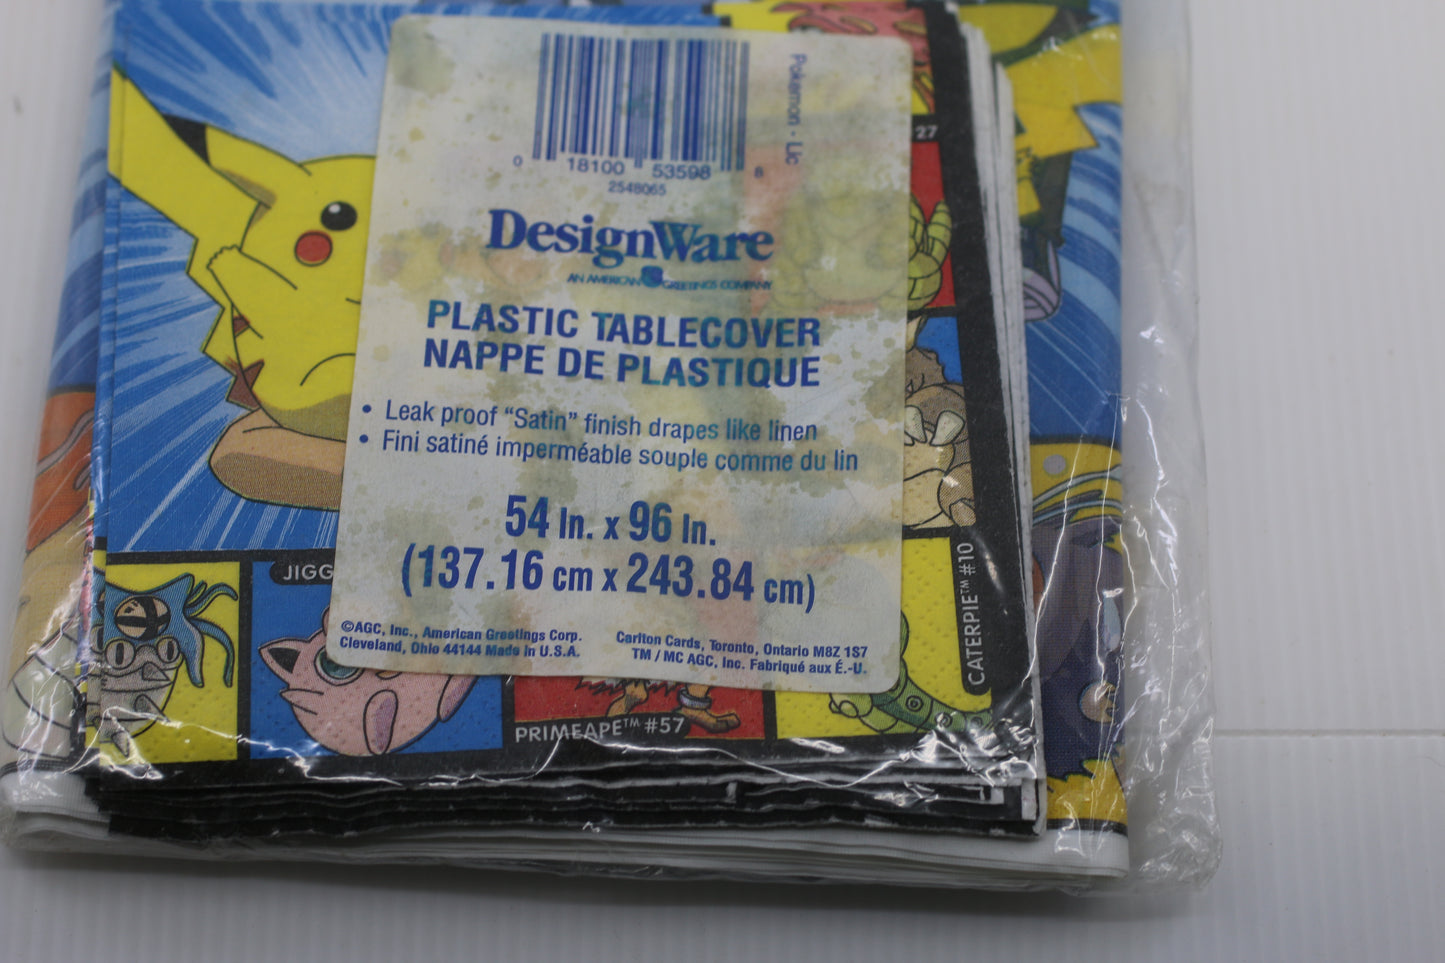 Pokémon - Lic
0 18100 53598 8
2548065
DesignWare
AN AMERICAN GREETINGS COMPANY
PLASTIC TABLECOVER
NAPPE DE PLASTIQUE
• Leak proof “Satin” finish drapes like linen
• Fini satiné imperméable souple comme du lin
54 In. x 96 In.
(137.16 cm x 243.84 cm)
©AGC, Inc., American Greetings Corp.
Cleveland, Ohio 44144 Made in U.S.A.
Carlton Cards, Toronto, Ontario M8Z 1S7
TM / MC AGC, Inc. Fabriqué aux É.-U.
27
JIGG
PRIMEAPE™ #57
CATERPIE™ #10